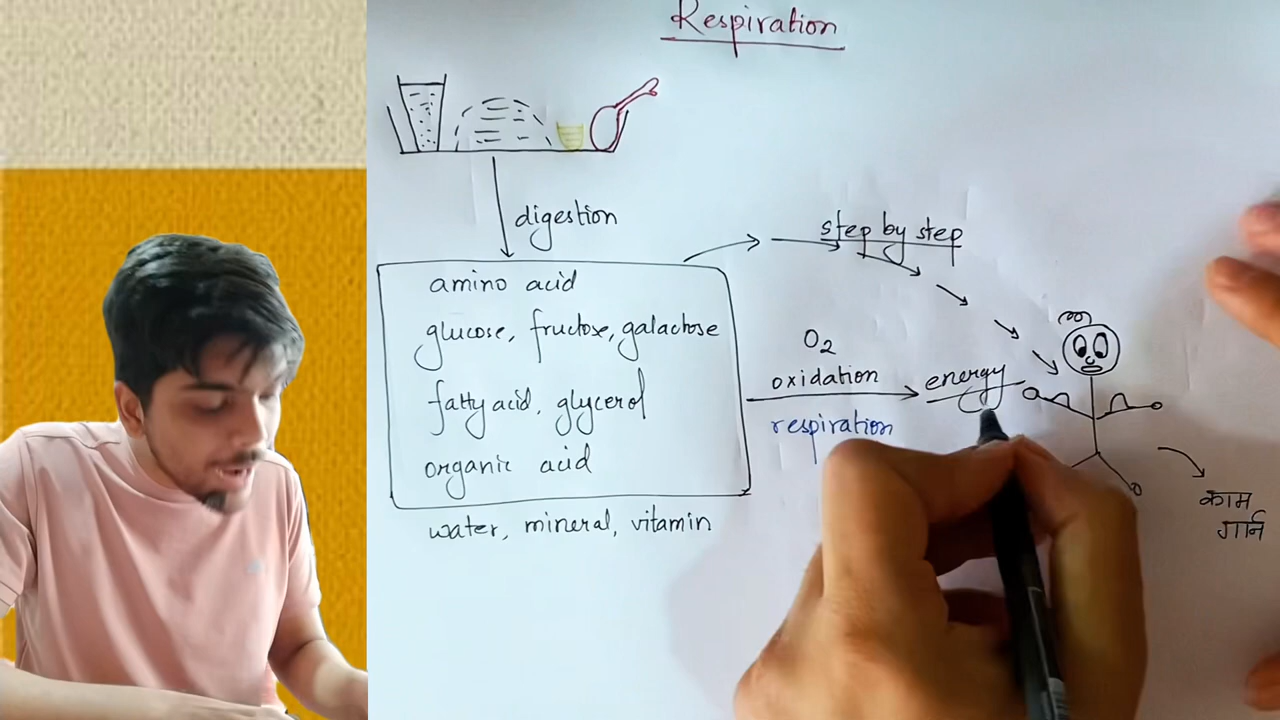 Respiration
digestion
step by step
amino acid
glucose, fructose, galactose
O2
oxidation
energy
fatty acid, glycerol
respiration
organic acid
काम
गर्न
water, mineral, vitamin